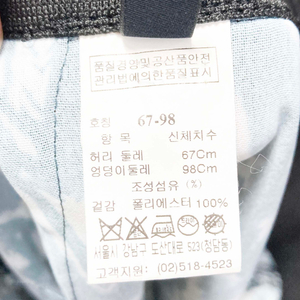 품질경영및공산품안전
관리법에의한품질표시
호칭 67-98
항 목 신체치수
허리 둘레 67Cm
엉덩이둘레 98Cm
조성섬유 (%)
겉감 폴리에스터 100%
서울시 강남구 도산대로 523(청담동)
고객지원: (02)518-4523